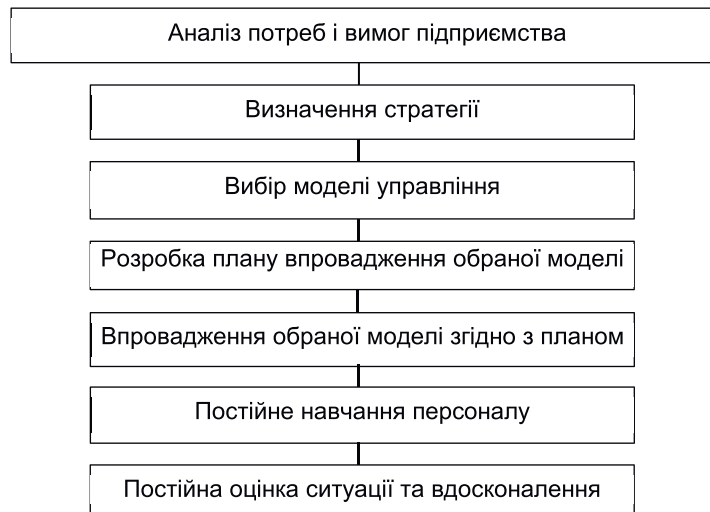 Аналіз потреб і вимог підприємства
Визначення стратегії
Вибір моделі управління
Розробка плану впровадження обраної моделі
Впровадження обраної моделі згідно з планом
Постійне навчання персоналу
Постійна оцінка ситуації та вдосконалення